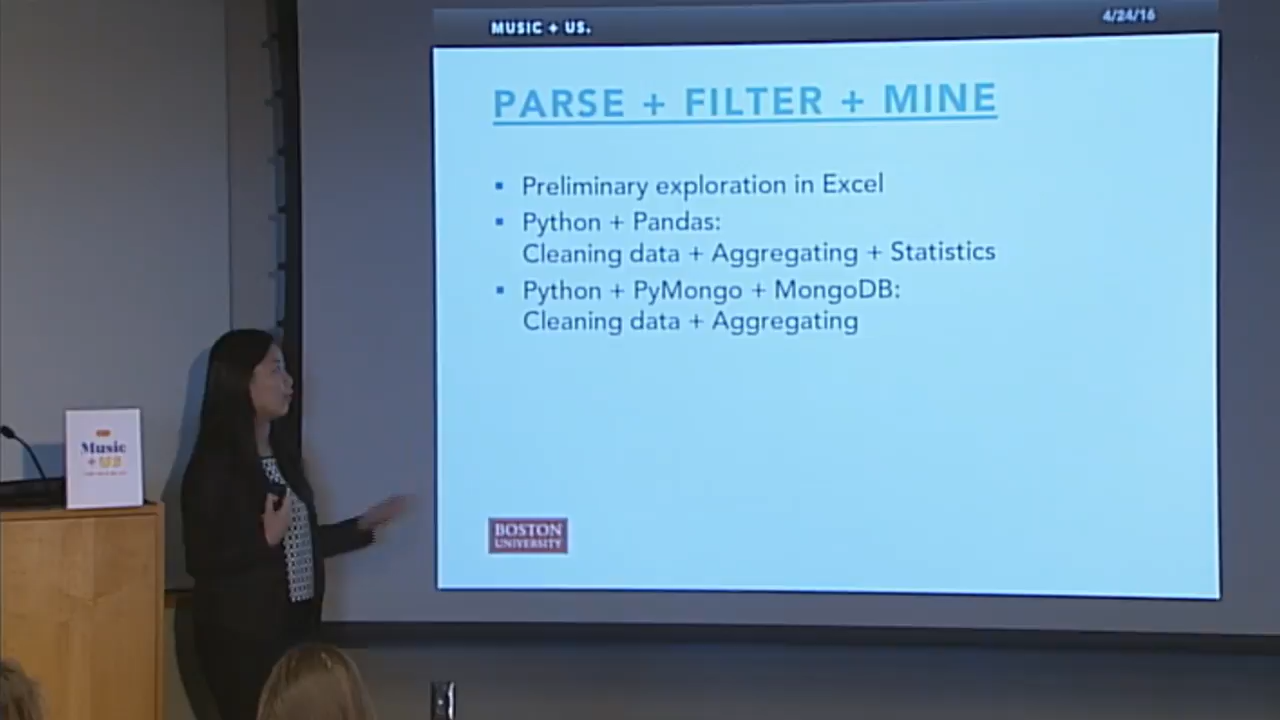 MUSIC + US.
4/24/16
PARSE + FILTER + MINE
▪ Preliminary exploration in Excel
▪ Python + Pandas:
Cleaning data + Aggregating + Statistics
▪ Python + PyMongo + MongoDB:
Cleaning data + Aggregating
BOSTON
UNIVERSITY
Music
+ US